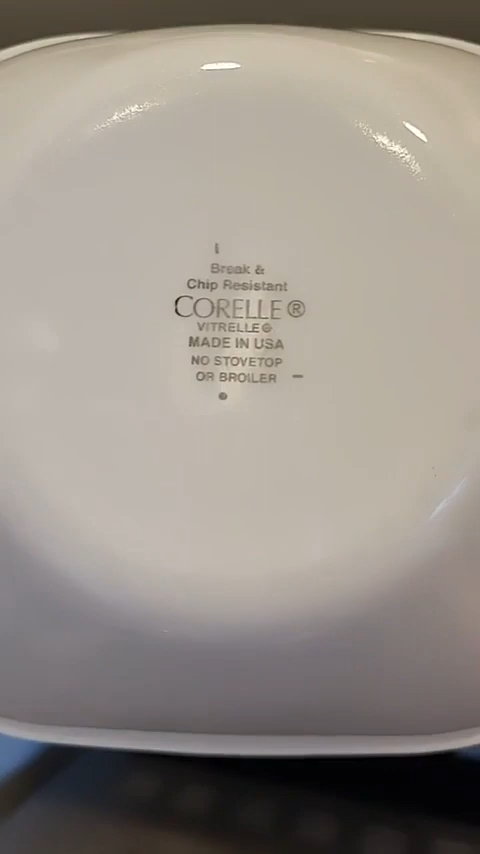 Break &
Chip Resistant
CORELLE®
VITRELLE®
MADE IN USA
NO STOVETOP
OR BROILER